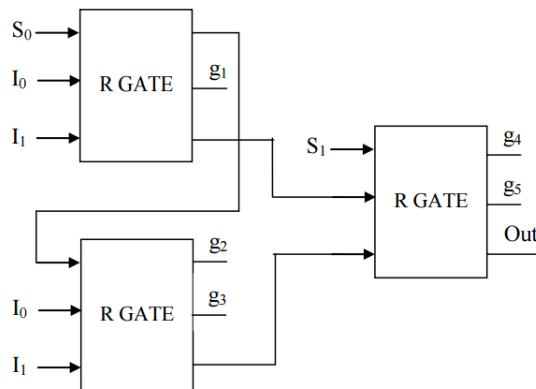 S₀
I₀
I₁
R GATE
g₁
S₁
R GATE
g₄
g₅
Out
g₂
g₃
I₀
I₁
R GATE